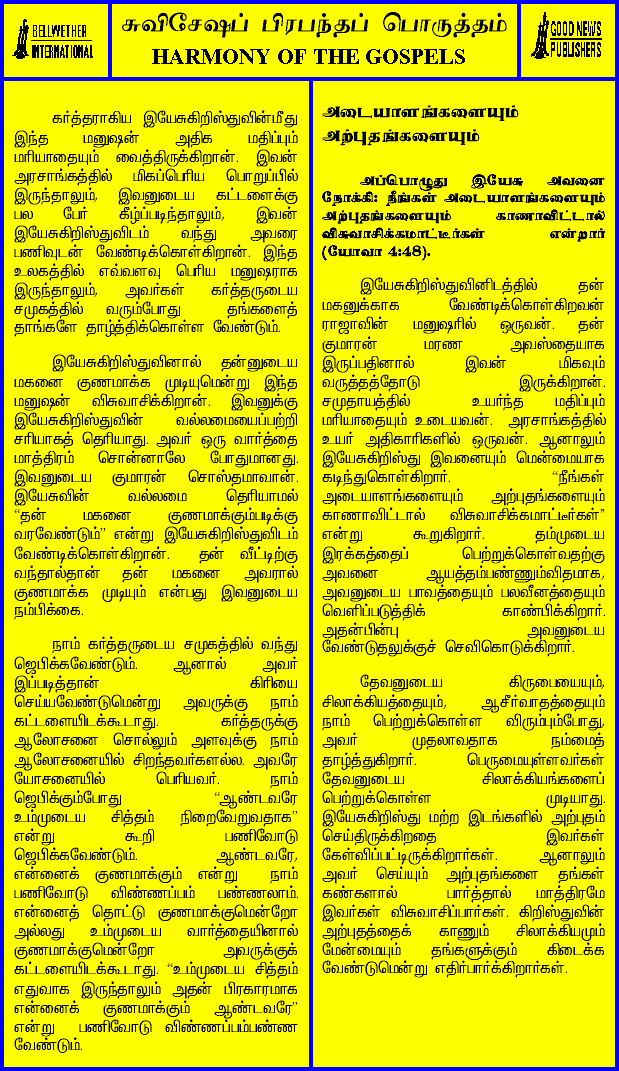 BELLWETHER
INTERNATIONAL
சுவிசேஷப் பிரபந்தப் பொருத்தம்
HARMONY OF THE GOSPELS
GOOD NEWS
PUBLISHERS
கர்த்தராகிய இயேசுகிறிஸ்துவின்மீது
இந்த மனுஷன் அதிக மதிப்பும்
மரியாதையும் வைத்திருக்கிறான். இவன்
அரசாங்கத்தில் மிகப்பெரிய பொறுப்பில்
இருந்தாலும், இவனுடைய கட்டளைக்கு
பல பேர் கீழ்ப்படிந்தாலும், இவன்
இயேசுகிறிஸ்துவிடம் வந்து அவரை
பணிவுடன் வேண்டிக்கொள்கிறான். இந்த
உலகத்தில் எவ்வளவு பெரிய மனுஷராக
இருந்தாலும், அவர்கள் கர்த்தருடைய
சமுகத்தில் வரும்போது தங்களைத்
தாங்களே தாழ்த்திக்கொள்ள வேண்டும்.
இயேசுகிறிஸ்துவினால் தன்னுடைய
மகனை குணமாக்க முடியுமென்று இந்த
மனுஷன் விசுவாசிக்கிறான். இவனுக்கு
இயேசுகிறிஸ்துவின் வல்லமையைப்பற்றி
சரியாகத் தெரியாது. அவர் ஒரு வார்த்தை
மாத்திரம் சொன்னாலே போதுமானது.
இவனுடைய குமாரன் சொஸ்தமாவான்.
இயேசுவின் வல்லமை தெரியாமல்
“தன் மகனை குணமாக்கும்படிக்கு
வரவேண்டும்” என்று இயேசுகிறிஸ்துவிடம்
வேண்டிக்கொள்கிறான். தன் வீட்டிற்கு
வந்தால்தான் தன் மகனை அவரால்
குணமாக்க முடியும் என்பது இவனுடைய
நம்பிக்கை.
நாம் கர்த்தருடைய சமுகத்தில் வந்து
ஜெபிக்கவேண்டும். ஆனால் அவர்
இப்படித்தான் கிரியை
செய்யவேண்டுமென்று அவருக்கு நாம்
கட்டளையிடக்கூடாது. கர்த்தருக்கு
ஆலோசனை சொல்லும் அளவுக்கு நாம்
ஆலோசனையில் சிறந்தவர்களல்ல. அவரே
யோசனையில் பெரியவர். நாம்
ஜெபிக்கும்போது “ஆண்டவரே
உம்முடைய சித்தம் நிறைவேறுவதாக”
என்று கூறி பணிவோடு
ஜெபிக்கவேண்டும். ஆண்டவரே,
என்னைக் குணமாக்கும் என்று நாம்
பணிவோடு விண்ணப்பம் பண்ணலாம்.
என்னைத் தொட்டு குணமாக்குமென்றோ
அல்லது உம்முடைய வார்த்தையினால்
குணமாக்குமென்றோ அவருக்குக்
கட்டளையிடக்கூடாது. “உம்முடைய சித்தம்
எதுவாக இருந்தாலும் அதன் பிரகாரமாக
என்னைக் குணமாக்கும் ஆண்டவரே”
என்று பணிவோடு விண்ணப்பம்பண்ண
வேண்டும்.
அடையாளங்களையும்
அற்புதங்களையும்
அப்பொழுது இயேசு அவனை
நோக்கி: நீங்கள் அடையாளங்களையும்
அற்புதங்களையும் காணாவிட்டால்
விசுவாசிக்கமாட்டீர்கள் என்றார்
(யோவா 4:48).
இயேசுகிறிஸ்துவினிடத்தில் தன்
மகனுக்காக வேண்டிக்கொள்கிறவன்
ராஜாவின் மனுஷரில் ஒருவன். தன்
குமாரன் மரண அவஸ்தையாக
இருப்பதினால் இவன் மிகவும்
வருத்தத்தோடு இருக்கிறான்.
சமுதாயத்தில் உயர்ந்த மதிப்பும்
மரியாதையும் உடையவன். அரசாங்கத்தில்
உயர் அதிகாரிகளில் ஒருவன். ஆனாலும்
இயேசுகிறிஸ்து இவனையும் மென்மையாக
கடிந்துகொள்கிறார். “நீங்கள்
அடையாளங்களையும் அற்புதங்களையும்
காணாவிட்டால் விசுவாசிக்கமாட்டீர்கள்”
என்று கூறுகிறார். தம்முடைய
இரக்கத்தைப் பெற்றுக்கொள்வதற்கு
அவனை ஆயத்தம்பண்ணும்விதமாக,
அவனுடைய பாவத்தையும் பலவீனத்தையும்
வெளிப்படுத்திக் காண்பிக்கிறார்.
அதன்பின்பு அவனுடைய
வேண்டுதலுக்குச் செவிகொடுக்கிறார்.
தேவனுடைய கிருபையையும்,
சிலாக்கியத்தையும், ஆசீர்வாதத்தையும்
நாம் பெற்றுக்கொள்ள விரும்பும்போது,
அவர் முதலாவதாக நம்மைத்
தாழ்த்துகிறார். பெருமையுள்ளவர்கள்
தேவனுடைய சிலாக்கியங்களைப்
பெற்றுக்கொள்ள முடியாது.
இயேசுகிறிஸ்து மற்ற இடங்களில் அற்புதம்
செய்திருக்கிறதை இவர்கள்
கேள்விப்பட்டிருக்கிறார்கள். ஆனாலும்
அவர் செய்யும் அற்புதங்களை தங்கள்
கண்களால் பார்த்தால் மாத்திரமே
இவர்கள் விசுவாசிப்பார்கள். கிறிஸ்துவின்
அற்புதத்தைக் காணும் சிலாக்கியமும்
மேன்மையும் தங்களுக்கும் கிடைக்க
வேண்டுமென்று எதிர்பார்க்கிறார்கள்.